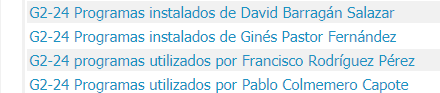 G2-24 Programas instalados de David Barragán Salazar
G2-24 Programas instalados de Ginés Pastor Fernández
G2-24 programas utilizados por Francisco Rodríguez Pérez
G2-24 Programas utilizados por Pablo Colmemero Capote